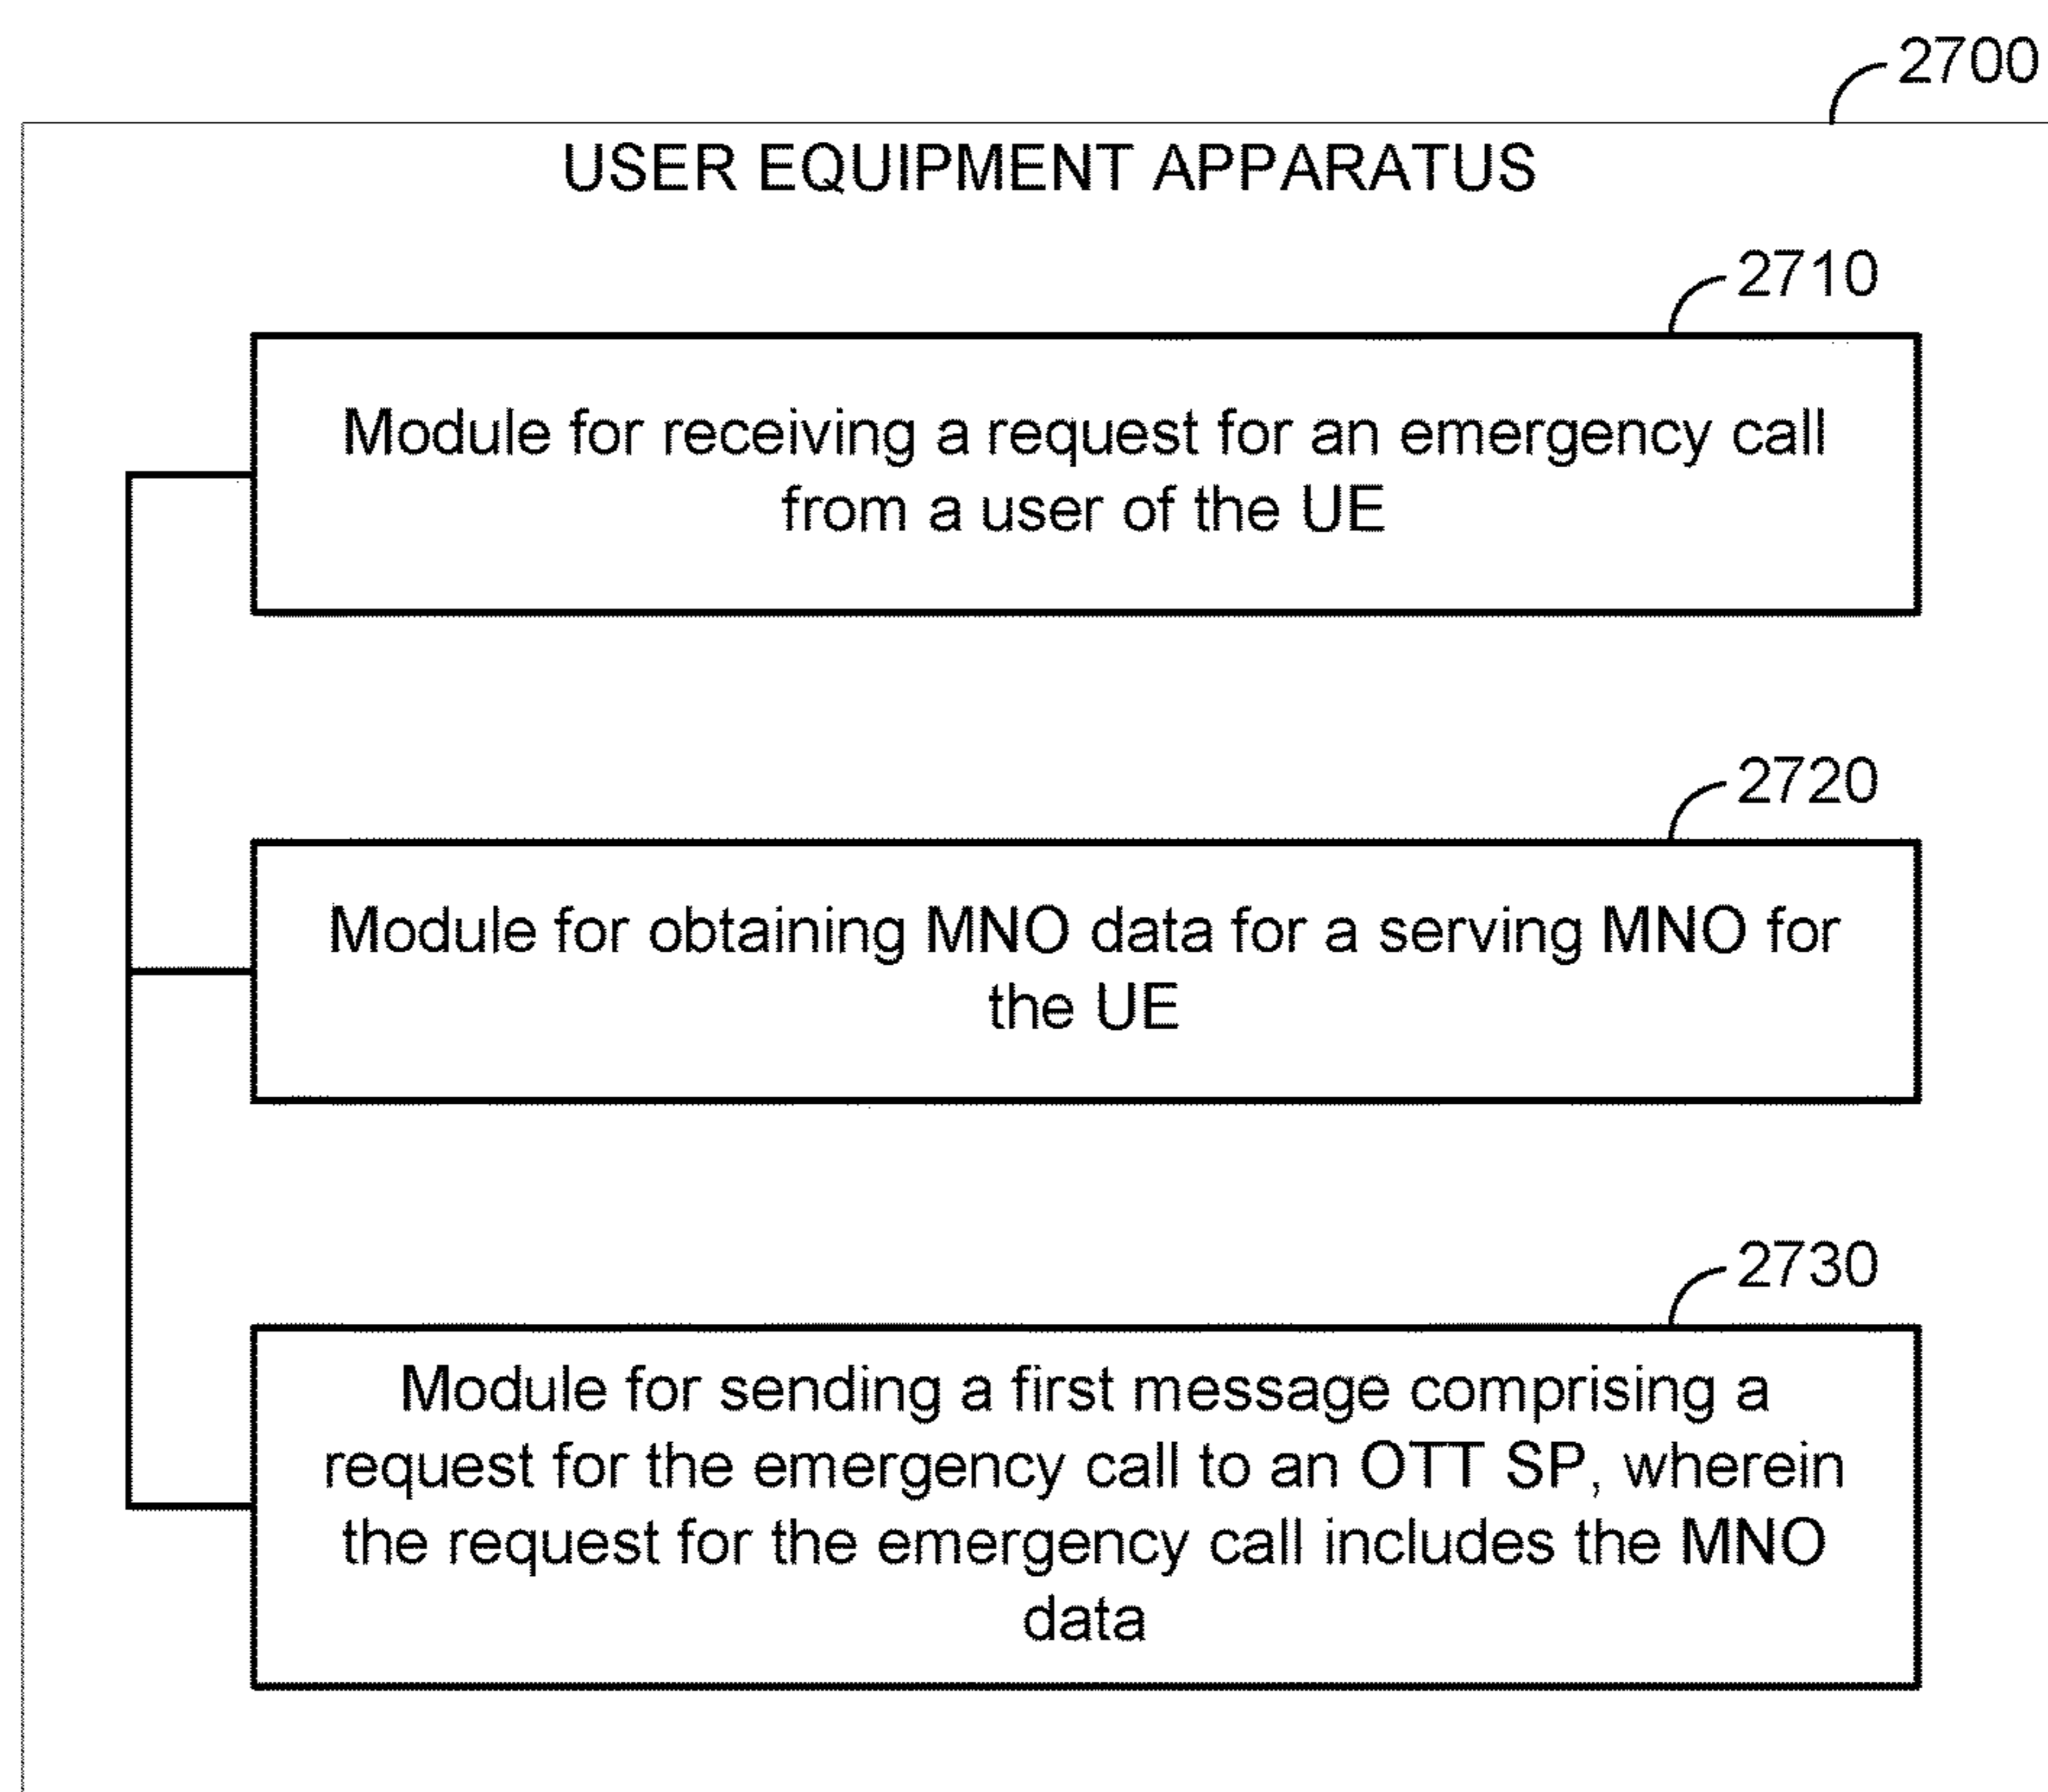 2700
USER EQUIPMENT APPARATUS
2710
Module for receiving a request for an emergency call
from a user of the UE
2720
Module for obtaining MNO data for a serving MNO for
the UE
2730
Module for sending a first message comprising a
request for the emergency call to an OTT SP, wherein
the request for the emergency call includes the MNO
data